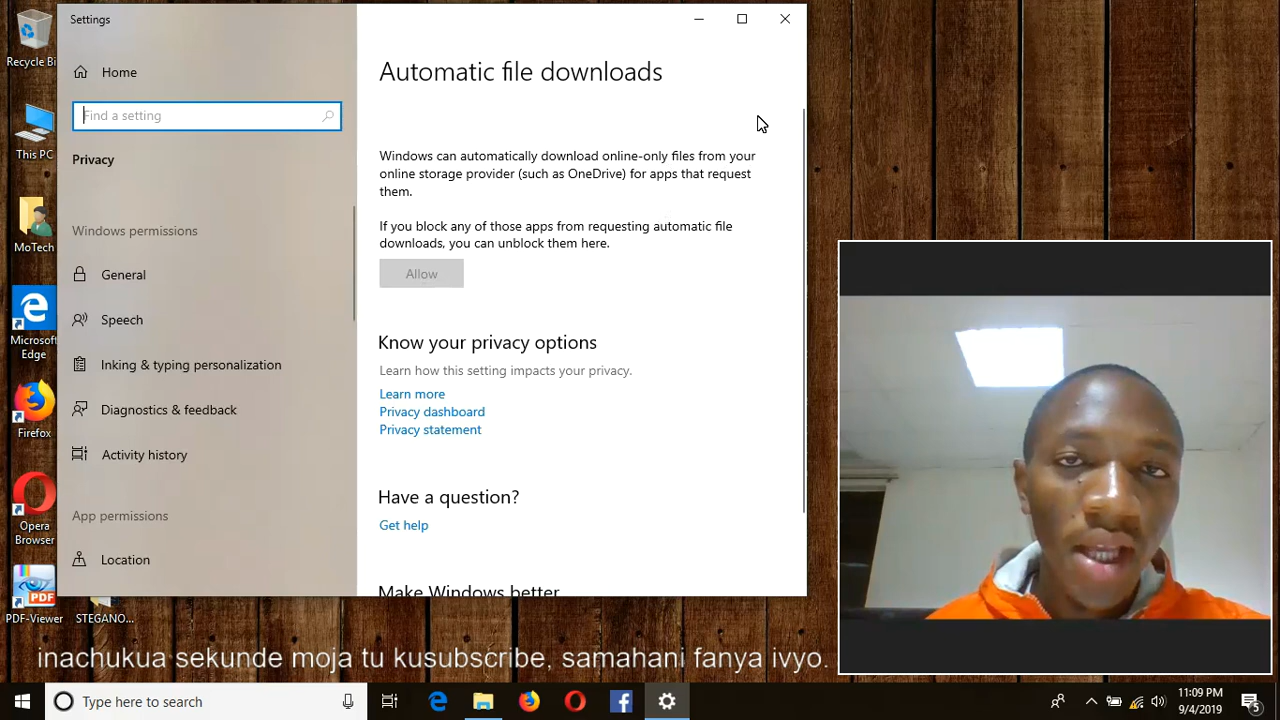 Recycle Bi
This PC
MoTech
Microsoft
Edge
Firefox
Opera
Browser
PDF
PDF-Viewer
STEGANO...
Settings
Home
Find a setting
Privacy
Windows permissions
General
Speech
Inking & typing personalization
Diagnostics & feedback
Activity history
App permissions
Location
Automatic file downloads
Windows can automatically download online-only files from your
online storage provider (such as OneDrive) for apps that request
them.
If you block any of those apps from requesting automatic file
downloads, you can unblock them here.
Allow
Know your privacy options
Learn how this setting impacts your privacy.
Learn more
Privacy dashboard
Privacy statement
Have a question?
Get help
Make Windows better
inachukua sekunde moja tu kusubscribe, samahani fanya ivyo.
Type here to search
11:09 PM
9/4/2019
5